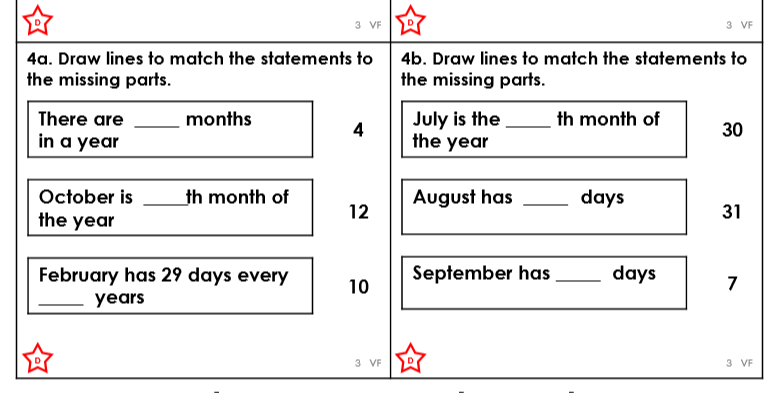 D 3 VF
D 3 VF
4a. Draw lines to match the statements to
the missing parts.
There are _____ months
in a year
4
October is _____th month of
the year
12
February has 29 days every
_____ years
10
D 3 VF
4b. Draw lines to match the statements to
the missing parts.
July is the _____ th month of
the year
30
August has _____ days
31
September has _____ days
7
D 3 VF